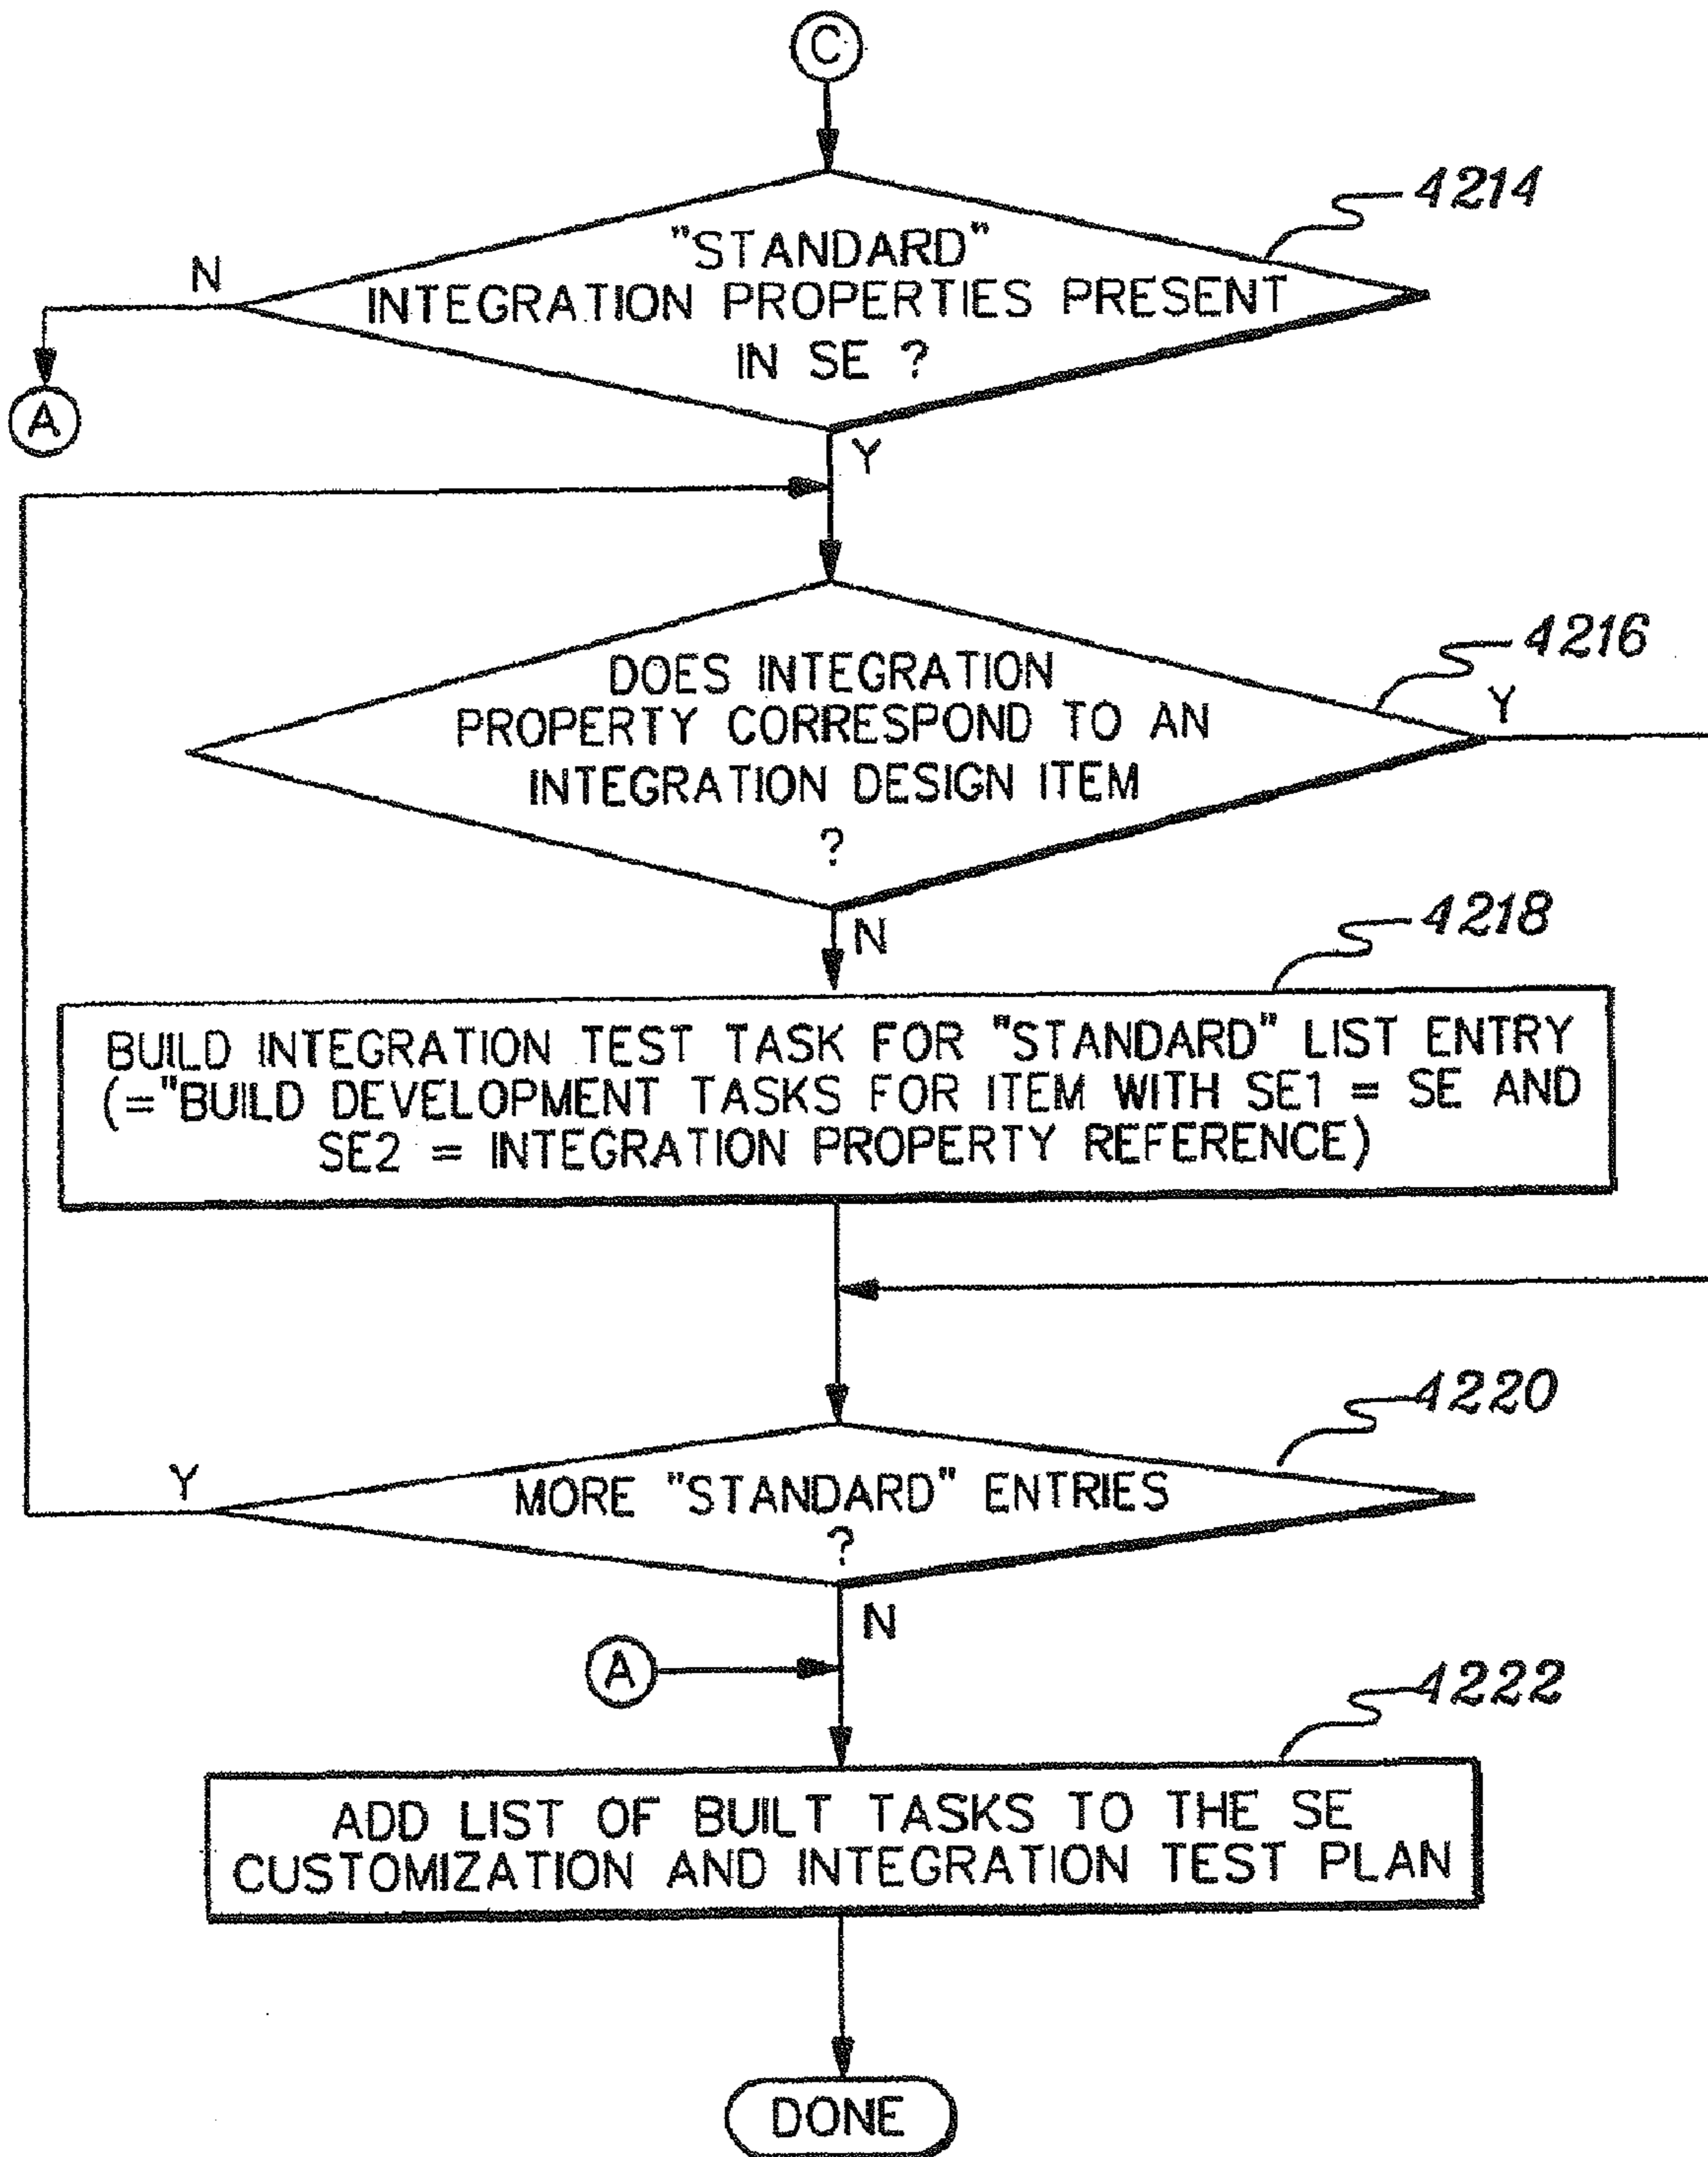 C
4214
"STANDARD"
N
INTEGRATION PROPERTIES PRESENT
IN SE ?
A
Y
4216
DOES INTEGRATION
Y
PROPERTY CORRESPOND TO AN
INTEGRATION DESIGN ITEM
?
N
4218
BUILD INTEGRATION TEST TASK FOR "STANDARD" LIST ENTRY
(="BUILD DEVELOPMENT TASKS FOR ITEM WITH SE1 = SE AND
SE2 = INTEGRATION PROPERTY REFERENCE)
4220
Y
MORE "STANDARD" ENTRIES
?
N
A
4222
ADD LIST OF BUILT TASKS TO THE SE
CUSTOMIZATION AND INTEGRATION TEST PLAN
DONE